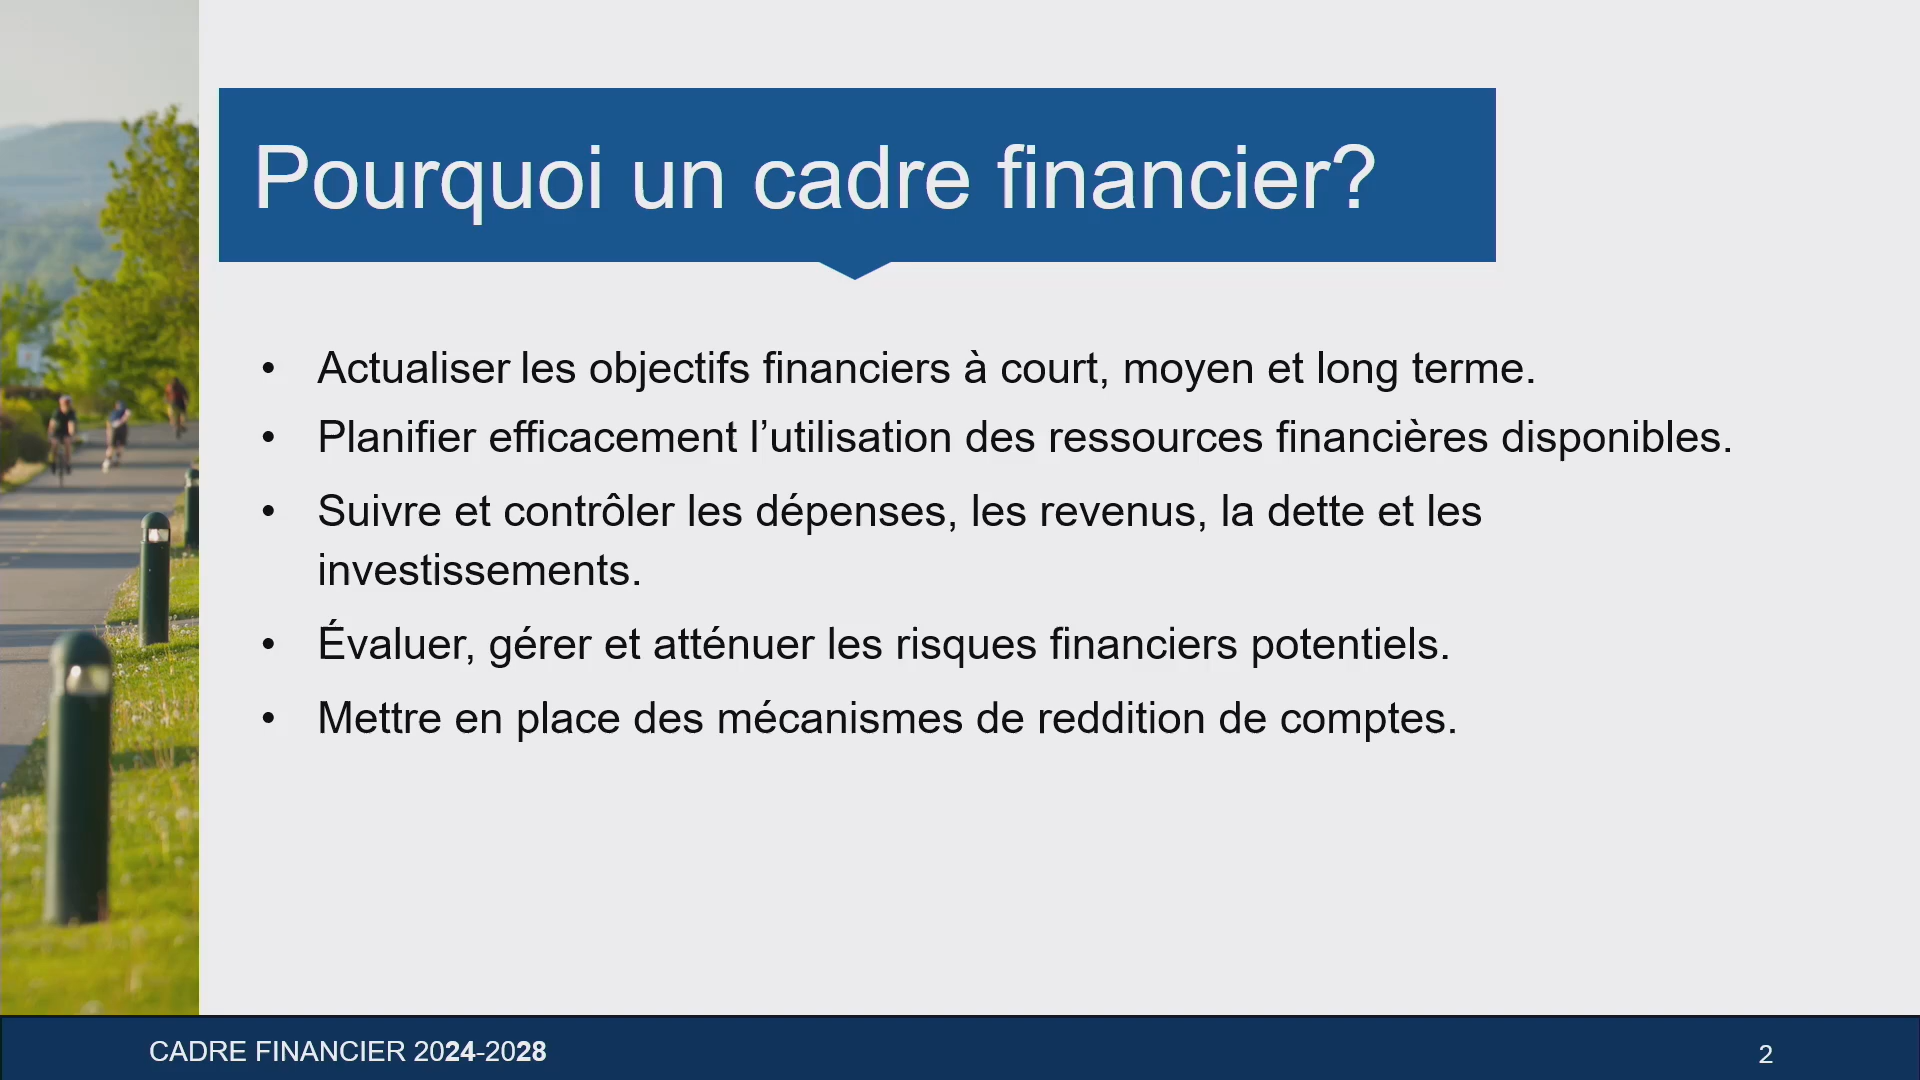 Pourquoi un cadre financier?
• Actualiser les objectifs financiers à court, moyen et long terme.
• Planifier efficacement l’utilisation des ressources financières disponibles.
• Suivre et contrôler les dépenses, les revenus, la dette et les
investissements.
• Évaluer, gérer et atténuer les risques financiers potentiels.
• Mettre en place des mécanismes de reddition de comptes.
CADRE FINANCIER 2024-2028
2